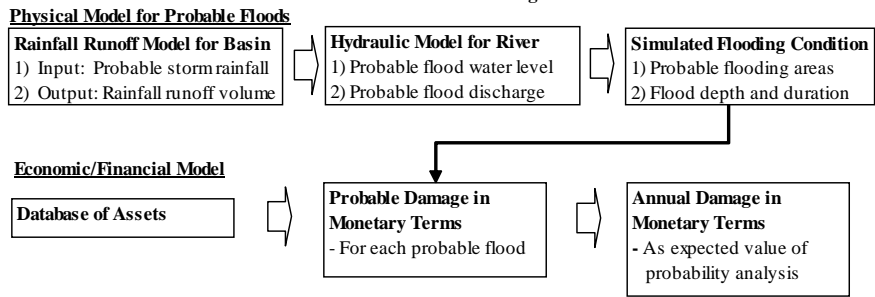 Physical Model for Probable Floods
Rainfall Runoff Model for Basin
1) Input: Probable storm rainfall
2) Output: Rainfall runoff volume
Hydraulic Model for River
1) Probable flood water level
2) Probable flood discharge
Simulated Flooding Condition
1) Probable flooding areas
2) Flood depth and duration
Economic/Financial Model
Database of Assets
Probable Damage in
Monetary Terms
- For each probable flood
Annual Damage in
Monetary Terms
- As expected value of
probability analysis